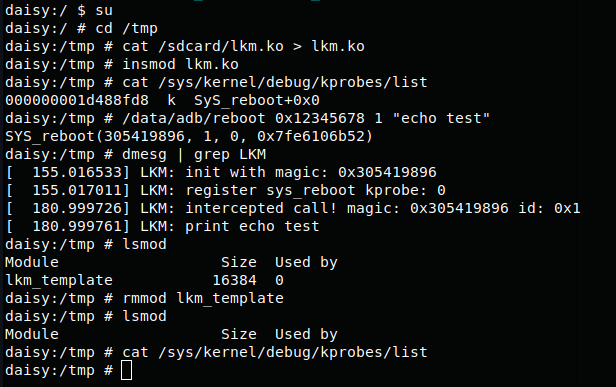 daisy:/ $ su
daisy:/ # cd /tmp
daisy:/tmp # cat /sdcard/lkm.ko > lkm.ko
daisy:/tmp # insmod lkm.ko
daisy:/tmp # cat /sys/kernel/debug/kprobes/list
000000001d488fd8  k  SyS_reboot+0x0
daisy:/tmp # /data/adb/reboot 0x12345678 1 "echo test"
SYS_reboot(305419896, 1, 0, 0x7fe6106b52)
daisy:/tmp # dmesg | grep LKM
[  155.016533] LKM: init with magic: 0x305419896
[  155.017011] LKM: register sys_reboot kprobe: 0
[  180.999726] LKM: intercepted call! magic: 0x305419896 id: 0x1
[  180.999761] LKM: print echo test
daisy:/tmp # lsmod
Module                  Size  Used by
lkm_template           16384  0
daisy:/tmp # rmmod lkm_template
daisy:/tmp # lsmod
Module                  Size  Used by
daisy:/tmp # cat /sys/kernel/debug/kprobes/list
daisy:/tmp #